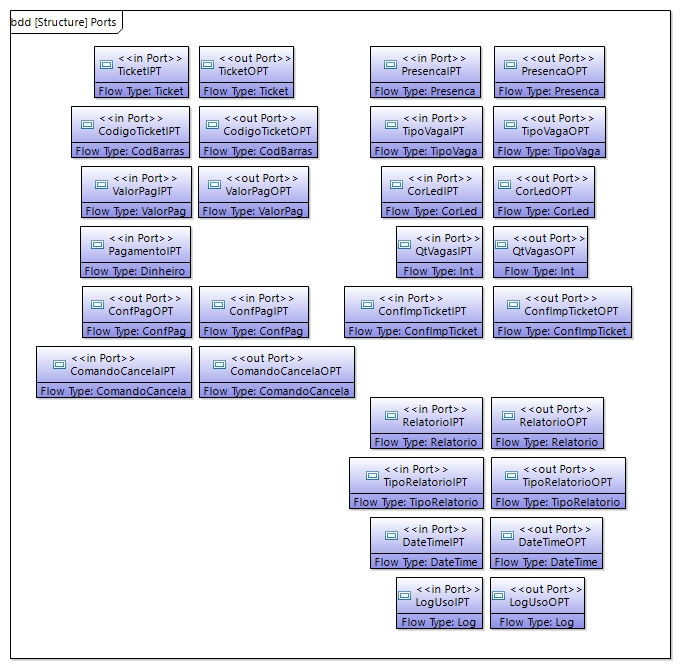 bdd [Structure] Ports
<<in Port>>
TicketIPT
Flow Type: Ticket
<<out Port>>
TicketOPT
Flow Type: Ticket
<<in Port>>
PresencaIPT
Flow Type: Presenca
<<out Port>>
PresencaOPT
Flow Type: Presenca
<<in Port>>
CodigoTicketIPT
Flow Type: CodBarras
<<out Port>>
CodigoTicketOPT
Flow Type: CodBarras
<<in Port>>
TipoVagaIPT
Flow Type: TipoVaga
<<out Port>>
TipoVagaOPT
Flow Type: TipoVaga
<<in Port>>
ValorPagIPT
Flow Type: ValorPag
<<out Port>>
ValorPagOPT
Flow Type: ValorPag
<<in Port>>
CorLedIPT
Flow Type: CorLed
<<out Port>>
CorLedOPT
Flow Type: CorLed
<<in Port>>
PagamentoIPT
Flow Type: Dinheiro
<<in Port>>
QtVagasIPT
Flow Type: Int
<<out Port>>
QtVagasOPT
Flow Type: Int
<<out Port>>
ConfPagOPT
Flow Type: ConfPag
<<in Port>>
ConfPagIPT
Flow Type: ConfPag
<<in Port>>
ConfImpTicketIPT
Flow Type: ConfImpTicket
<<out Port>>
ConfImpTicketOPT
Flow Type: ConfImpTicket
<<in Port>>
ComandoCancelaIPT
Flow Type: ComandoCancela
<<out Port>>
ComandoCancelaOPT
Flow Type: ComandoCancela
<<in Port>>
RelatorioIPT
Flow Type: Relatorio
<<out Port>>
RelatorioOPT
Flow Type: Relatorio
<<in Port>>
TipoRelatorioIPT
Flow Type: TipoRelatorio
<<out Port>>
TipoRelatorioOPT
Flow Type: TipoRelatorio
<<in Port>>
DateTimeIPT
Flow Type: DateTime
<<out Port>>
DateTimeOPT
Flow Type: DateTime
<<in Port>>
LogUsoIPT
Flow Type: Log
<<out Port>>
LogUsoOPT
Flow Type: Log